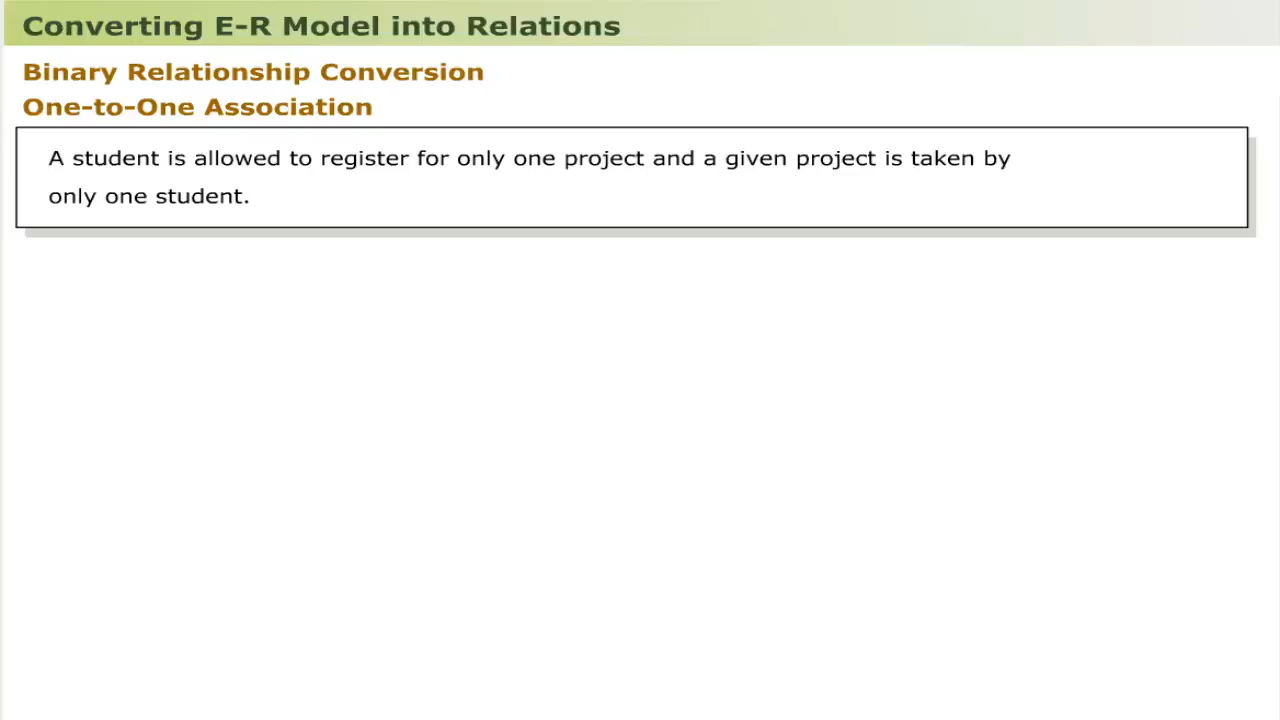 Converting E-R Model into Relations
Binary Relationship Conversion
One-to-One Association
A student is allowed to register for only one project and a given project is taken by
only one student.